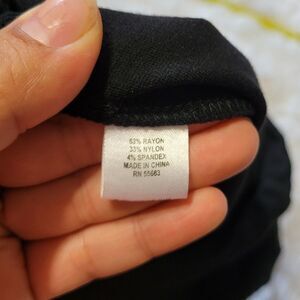 63% RAYON
33% NYLON
4% SPANDEX
MADE IN CHINA
RN 55663